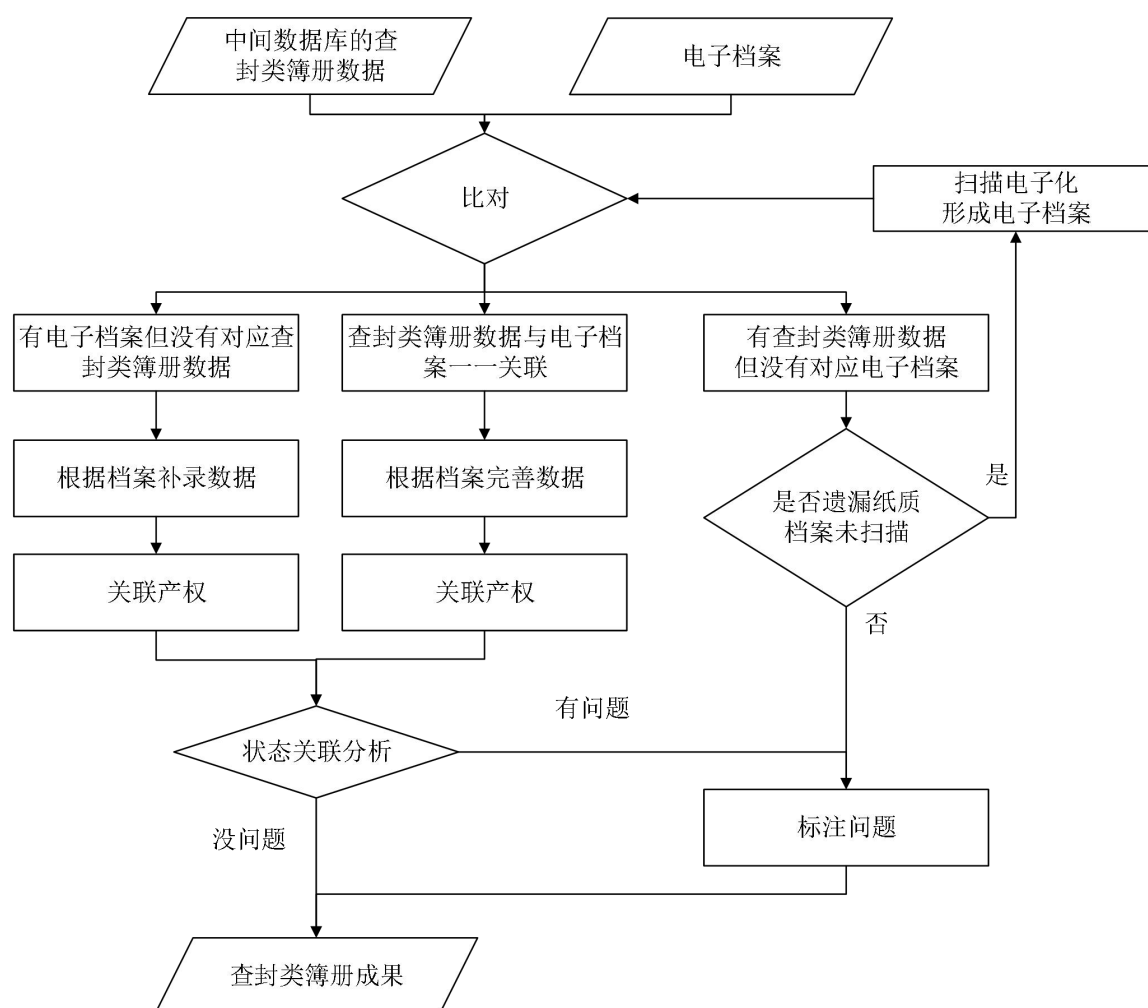 中间数据库的查
封类簿册数据
电子档案
比对
扫描电子化
形成电子档案
有电子档案但没有对应查
封类簿册数据
查封类簿册数据与电子档
案一一关联
有查封类簿册数据
但没有对应电子档案
根据档案补录数据
根据档案完善数据
是否遗漏纸质
档案未扫描
是
关联产权
关联产权
否
状态关联分析
有问题
没问题
标注问题
查封类簿册成果